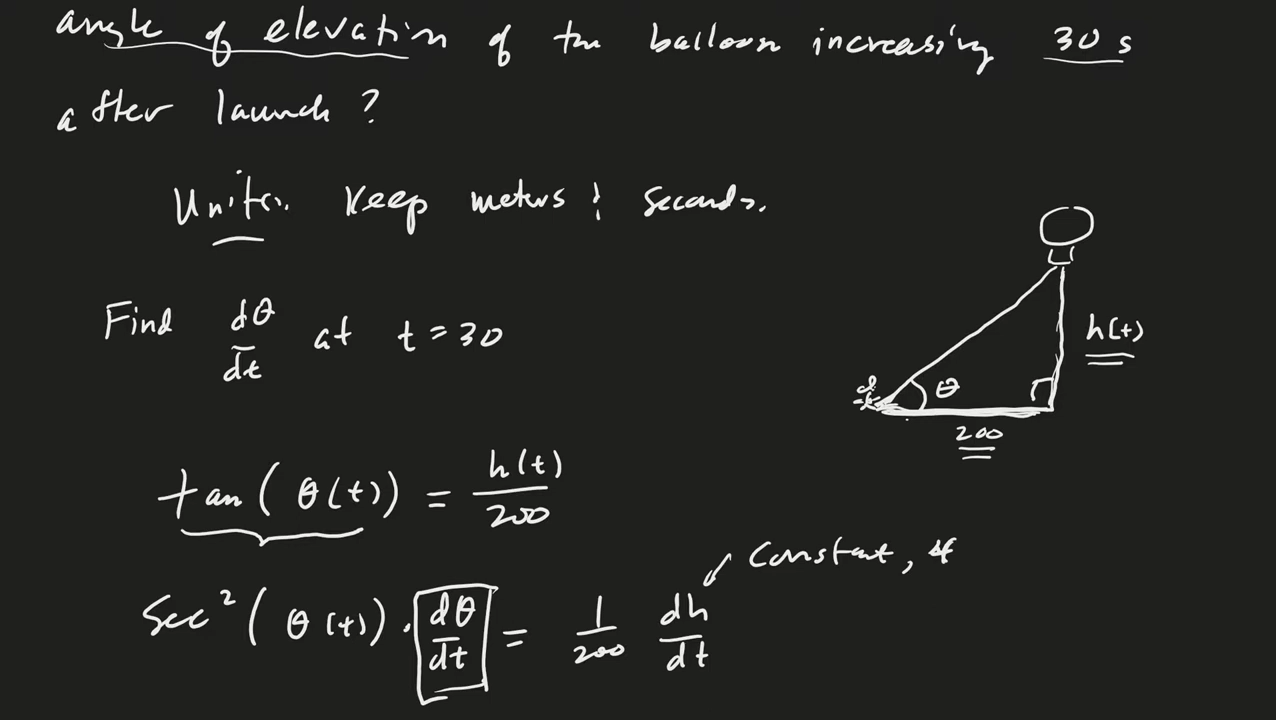 angle of elevation of the balloon increasing 30 s
after launch?
Units: Keep meters & seconds.
Find dθ/dt at t = 30
h(t)
θ
200
tan(θ(t)) = h(t)/200
Constant,
sec²(θ(t)) · dθ/dt = 1/200 dh/dt